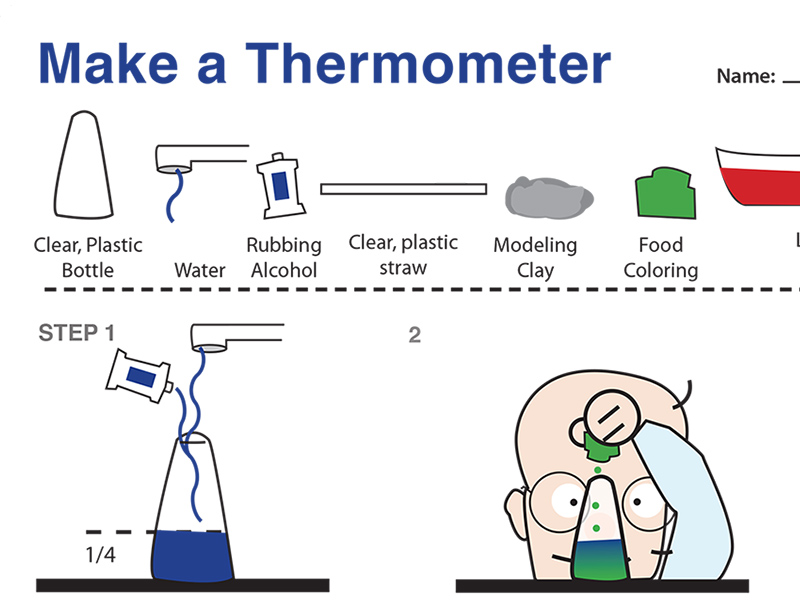 Make a Thermometer
Name:
Clear, Plastic
Bottle
Water
Rubbing
Alcohol
Clear, plastic
straw
Modeling
Clay
Food
Coloring
L
STEP 1
2
1/4